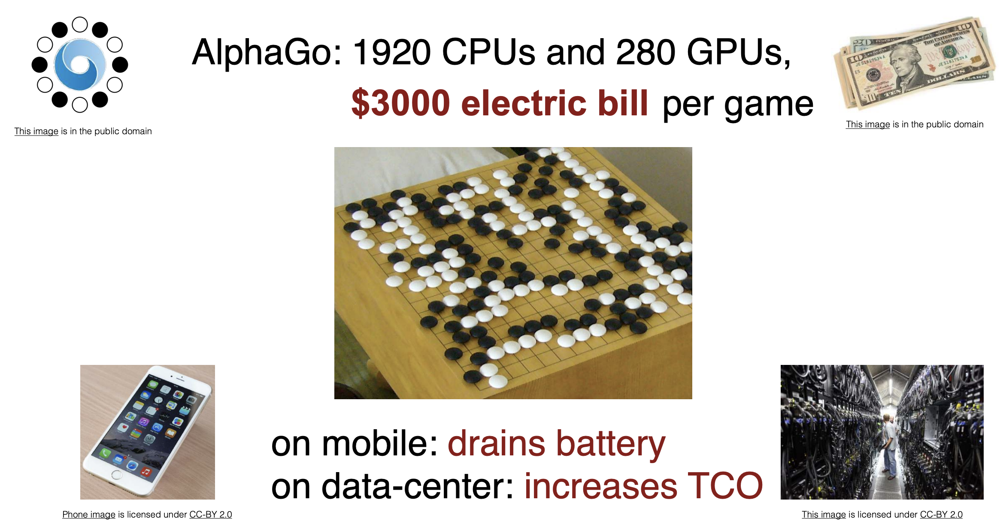 AlphaGo: 1920 CPUs and 280 GPUs,
$3000 electric bill per game
This image is in the public domain
This image is in the public domain
on mobile: drains battery
on data-center: increases TCO
Phone image is licensed under CC-BY 2.0
This image is licensed under CC-BY 2.0